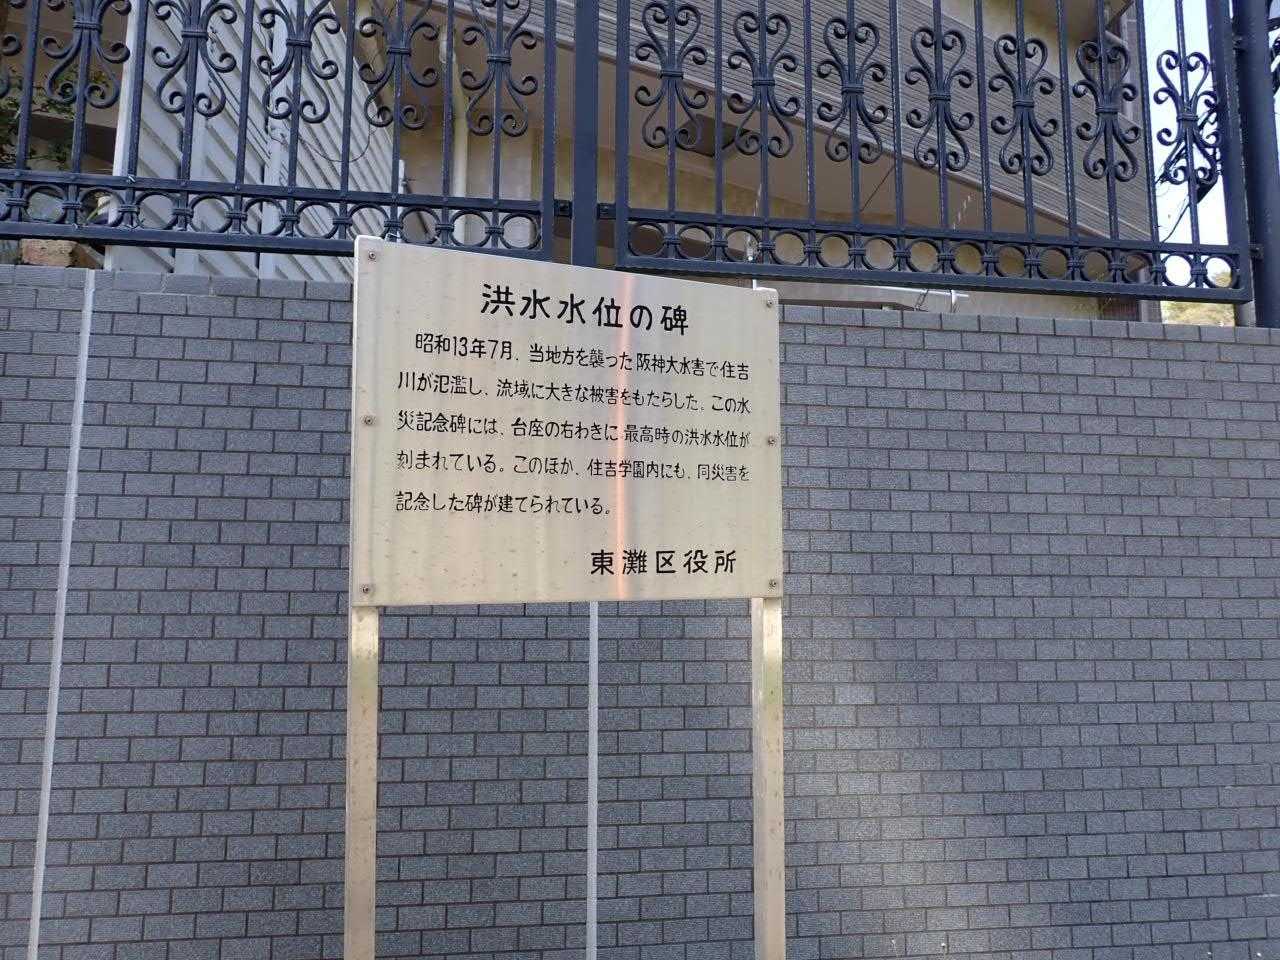 洪水水位の碑
昭和13年7月、当地方を襲った阪神大水害で住吉
川が氾濫し、流域に大きな被害をもたらした。この水
災記念碑には、台座の右わきに最高時の洪水水位が
刻まれている。このほか、住吉学園内にも、同災害を
記念した碑が建てられている。
東灘区役所